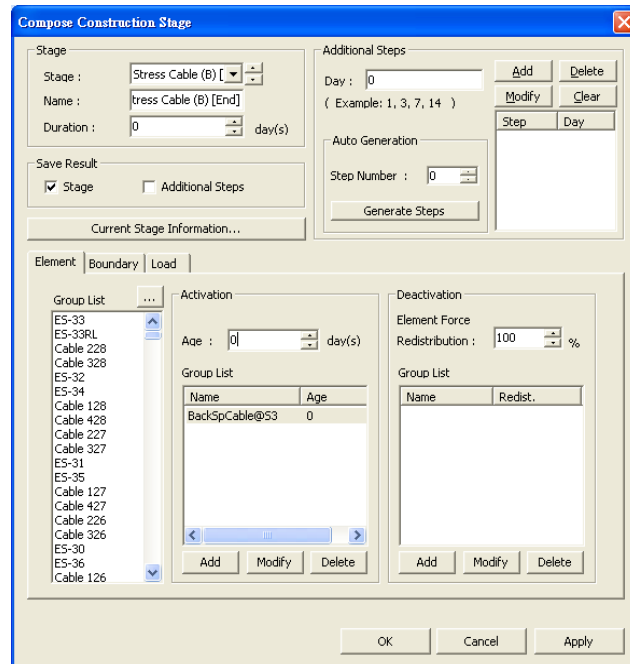 Compose Construction Stage
Stage
Stage :
Stress Cable (B) [
Name :
tress Cable (B) [End]
Duration :
0
day(s)
Save Result
Stage
Additional Steps
Current Stage Information...
Additional Steps
Day :
0
( Example: 1, 3, 7, 14 )
Add
Delete
Modify
Clear
Step
Day
Auto Generation
Step Number :
0
Generate Steps
Element
Boundary
Load
Group List
...
ES-33
ES-33RL
Cable 228
Cable 328
ES-32
ES-34
Cable 128
Cable 428
Cable 227
Cable 327
ES-31
ES-35
Cable 127
Cable 427
Cable 226
Cable 326
ES-30
ES-36
Cable 126
Activation
Age :
0
day(s)
Group List
Name
Age
BackSpCable@S3
0
Add
Modify
Delete
Deactivation
Element Force
Redistribution :
100
%
Group List
Name
Redist.
Add
Modify
Delete
OK
Cancel
Apply